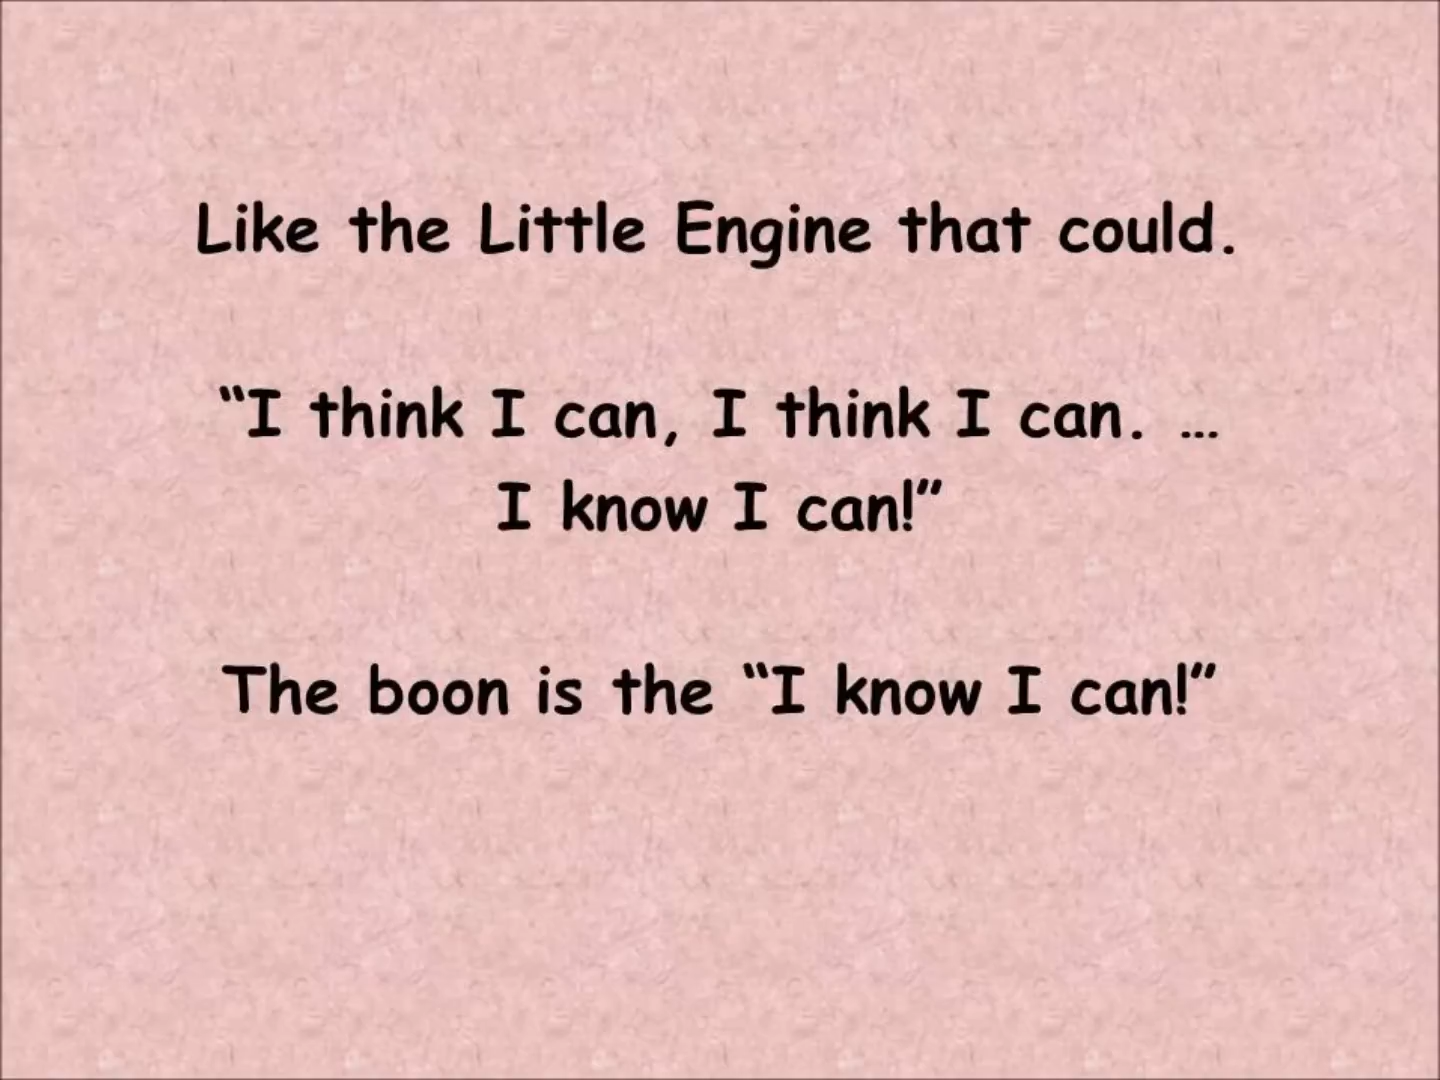 Like the Little Engine that could.
“I think I can, I think I can. …
I know I can!”
The boon is the “I know I can!”